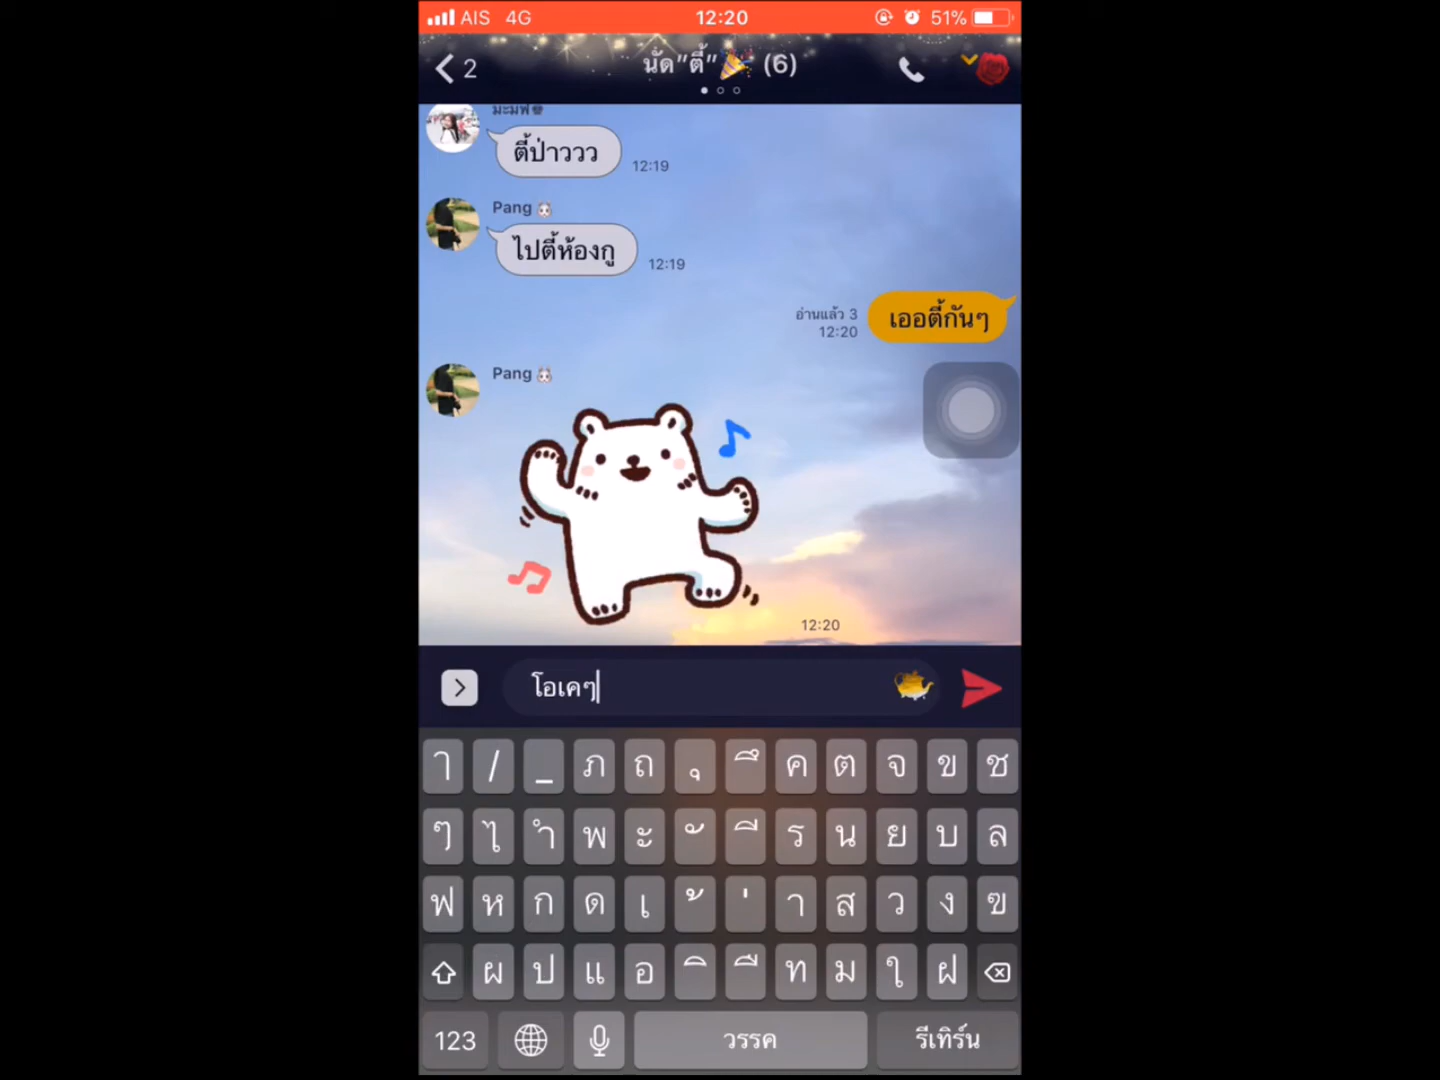 AIS 4G 12:20 51%
2 นัด"ตี้"🎉 (6)
มะมฟ
ตี้ป่าววว
12:19
Pang
ไปตี้ห้องกู
12:19
เออตี้กันๆ
อ่านแล้ว 3
12:20
Pang
12:20
โอเคๆ
ๅ / _ ภ ถ ุ ึ ค ต จ ข ช
ๆ ไ ำ พ ะ ั ี ร น ย บ ล
ฟ ห ก ด เ ้ ่ า ส ว ง ฃ
ผ ป แ อ ิ ื ท ม ใ ฝ
123 วรรค รีเทิร์น